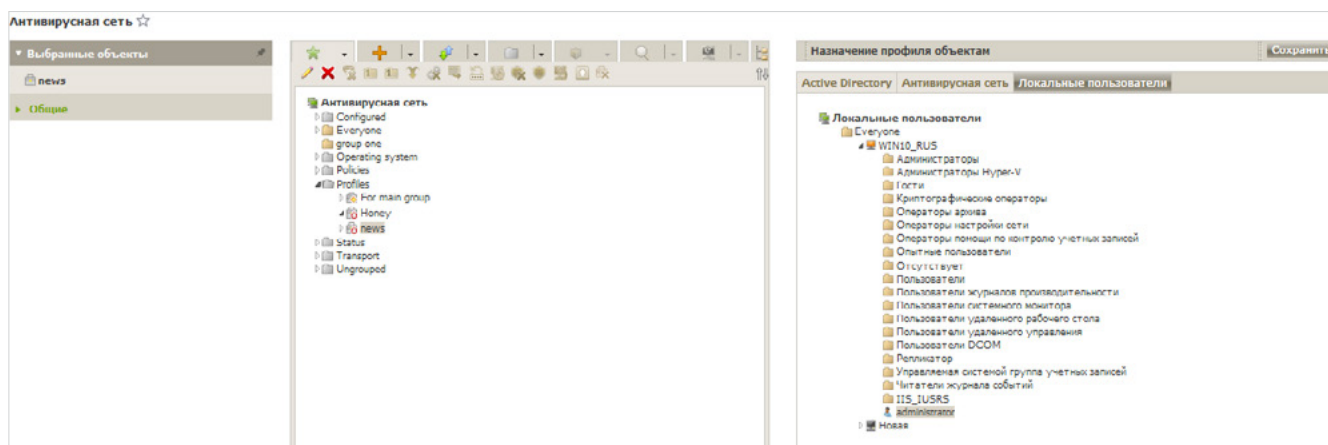 Антивирусная сеть
Выбранные объекты
news
Общие
Антивирусная сеть
Configured
Everyone
group one
Operating system
Policies
Profiles
For main group
Honey
news
Status
Transport
Ungrouped
Назначение профиля объектам
Сохранить
Active Directory Антивирусная сеть Локальные пользователи
Локальные пользователи
Everyone
WIN10_RUS
Администраторы
Администраторы Hyper-V
Гости
Криптографические операторы
Операторы архива
Операторы настройки сети
Операторы помощи по контролю учетных записей
Опытные пользователи
Отсутствует
Пользователи
Пользователи журналов производительности
Пользователи системного монитора
Пользователи удаленного рабочего стола
Пользователи удаленного управления
Пользователи DCOM
Репликатор
Управляемая системой группа учетных записей
Читатели журнала событий
IIS_IUSRS
administrator
Новая